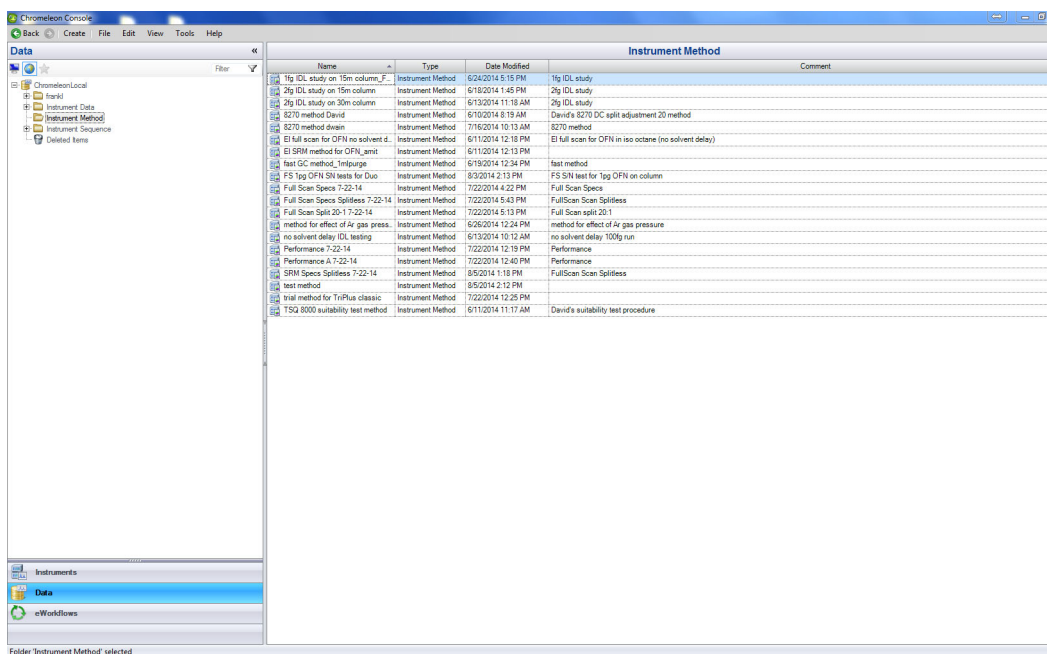 Chromeleon Console
Back Create File Edit View Tools Help
Data «
Filter
ChromeleonLocal
frankl
Instrument Data
Instrument Method
Instrument Sequence
Deleted Items
Instrument Method
Name Type Date Modified Comment
1fg IDL study on 15m column_F... Instrument Method 6/24/2014 5:15 PM 1fg IDL study
2fg IDL study on 15m column Instrument Method 6/18/2014 1:45 PM 2fg IDL study
2fg IDL study on 30m column Instrument Method 6/13/2014 11:18 AM 2fg IDL study
8270 method David Instrument Method 6/10/2014 8:19 AM David's 8270 DC split adjustment 20 method
8270 method dwain Instrument Method 7/16/2014 10:13 AM 8270 method
EI full scan for OFN no solvent d... Instrument Method 6/11/2014 12:18 PM EI full scan for OFN in iso octane (no solvent delay)
EI SRM method for OFN_amit Instrument Method 6/11/2014 12:13 PM
fast GC method_1mlpurge Instrument Method 6/19/2014 12:34 PM fast method
FS 1pg OFN SN tests for Duo Instrument Method 8/3/2014 2:13 PM FS S/N test for 1pg OFN on column
Full Scan Specs 7-22-14 Instrument Method 7/22/2014 4:22 PM Full Scan Specs
Full Scan Specs Splitless 7-22-14 Instrument Method 7/22/2014 5:43 PM FullScan Scan Splitless
Full Scan Split 20-1 7-22-14 Instrument Method 7/22/2014 5:13 PM Full Scan split 20:1
method for effect of Ar gas press... Instrument Method 6/26/2014 12:24 PM method for effect of Ar gas pressure
no solvent delay IDL testing Instrument Method 6/13/2014 10:12 AM no solvent delay 100fg run
Performance 7-22-14 Instrument Method 7/22/2014 12:19 PM Performance
Performance A 7-22-14 Instrument Method 7/22/2014 12:40 PM Performance
SRM Specs Splitless 7-22-14 Instrument Method 8/5/2014 1:18 PM FullScan Scan Splitless
test method Instrument Method 8/5/2014 2:12 PM
trial method for TriPlus classic Instrument Method 7/22/2014 12:25 PM
TSQ 8000 suitability test method Instrument Method 6/11/2014 11:17 AM David's suitability test procedure
Instruments
Data
eWorkflows
Folder 'Instrument Method' selected